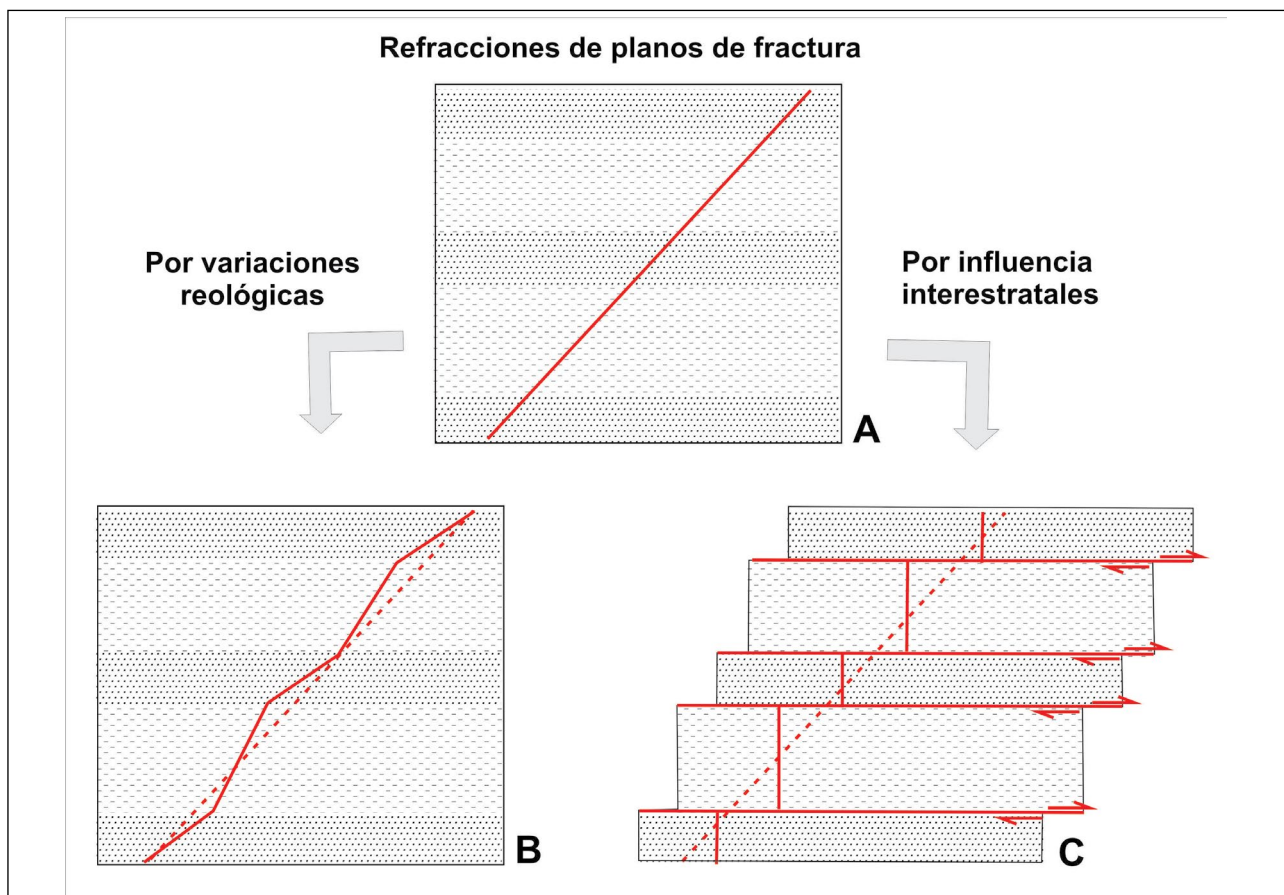 Refracciones de planos de fractura
Por variaciones
reológicas
Por influencia
interestratales
A
B
C